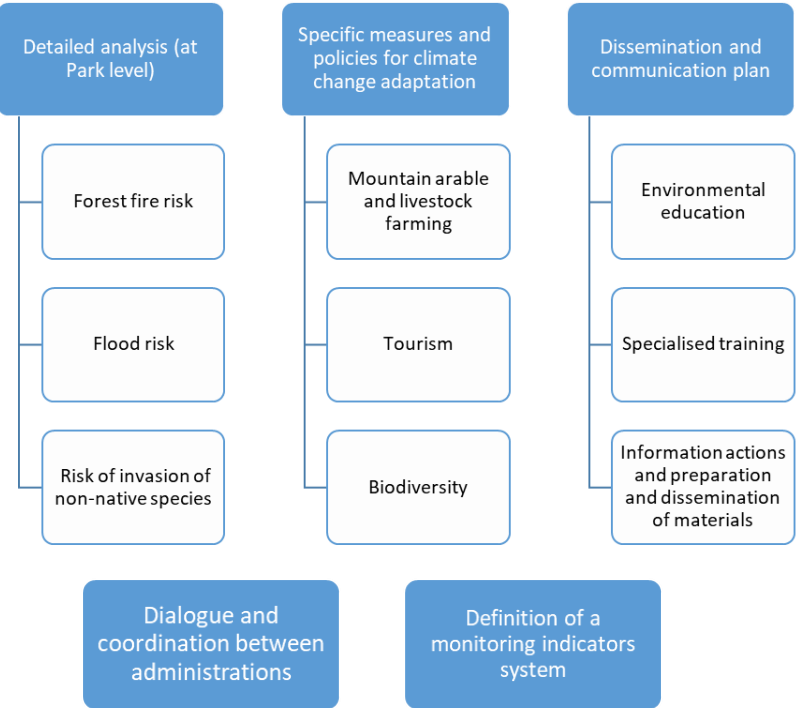 Detailed analysis (at
Park level)
Forest fire risk
Flood risk
Risk of invasion of
non-native species
Specific measures and
policies for climate
change adaptation
Mountain arable
and livestock
farming
Tourism
Biodiversity
Dissemination and
communication plan
Environmental
education
Specialised training
Information actions
and preparation
and dissemination
of materials
Dialogue and
coordination between
administrations
Definition of a
monitoring indicators
system